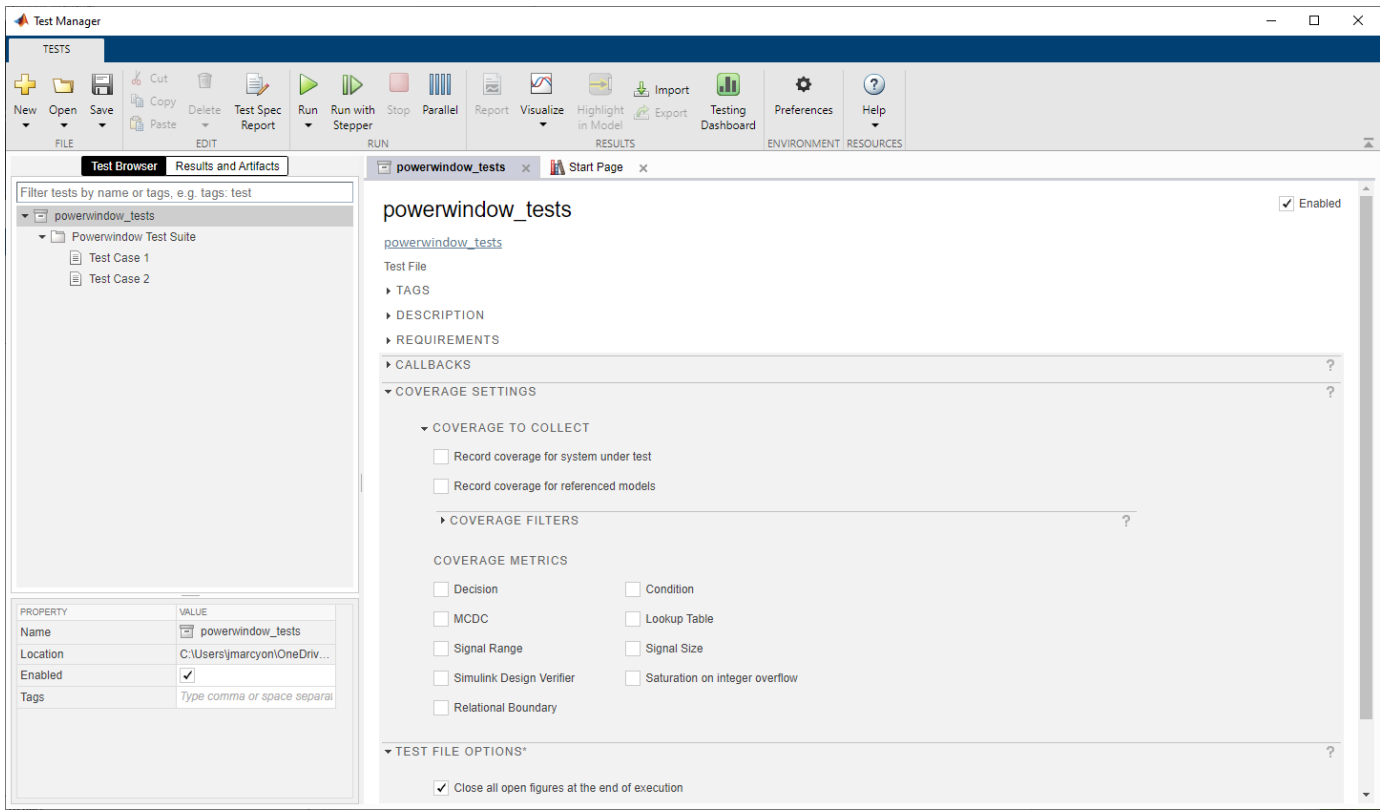 Test Manager
TESTS
New
Open
Save
Cut
Copy
Paste
Delete
Test Spec Report
Run
Run with Stepper
Stop
Parallel
Report
Visualize
Highlight in Model
Import
Export
Testing Dashboard
Preferences
Help
FILE
EDIT
RUN
RESULTS
ENVIRONMENT
RESOURCES
Test Browser
Results and Artifacts
Filter tests by name or tags, e.g. tags: test
powerwindow_tests
Powerwindow Test Suite
Test Case 1
Test Case 2
PROPERTY VALUE
Name powerwindow_tests
Location C:\Users\jmarcyon\OneDriv...
Enabled
Tags Type comma or space separat
powerwindow_tests
Start Page
powerwindow_tests
Enabled
powerwindow_tests
Test File
TAGS
DESCRIPTION
REQUIREMENTS
CALLBACKS ?
COVERAGE SETTINGS ?
COVERAGE TO COLLECT
Record coverage for system under test
Record coverage for referenced models
COVERAGE FILTERS ?
COVERAGE METRICS
Decision Condition
MCDC Lookup Table
Signal Range Signal Size
Simulink Design Verifier Saturation on integer overflow
Relational Boundary
TEST FILE OPTIONS* ?
Close all open figures at the end of execution